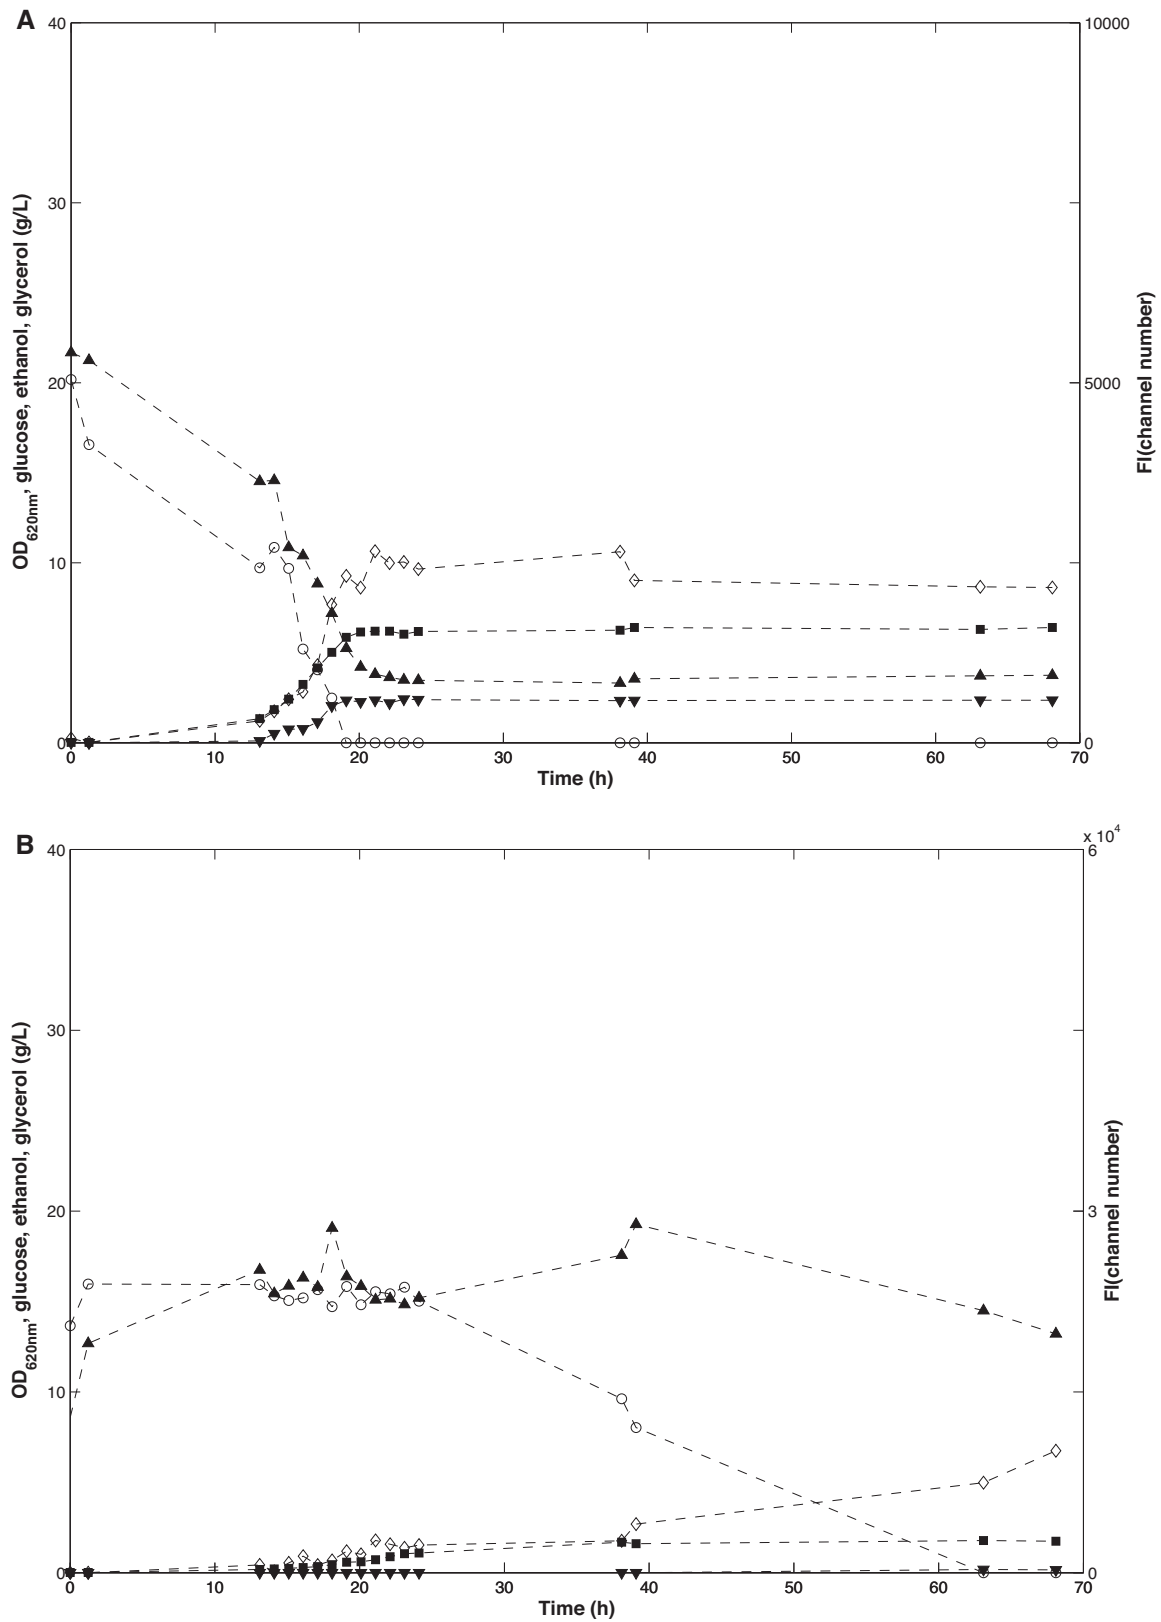 A
40
10000
30
20
5000
10
0
0
OD620nm, glucose, ethanol, glycerol (g/L)
FI(channel number)
0 10 20 30 40 50 60 70
Time (h)
B
x 10^4
40
6
30
20
3
10
0
0
OD620nm, glucose, ethanol, glycerol (g/L)
FI(channel number)
0 10 20 30 40 50 60 70
Time (h)